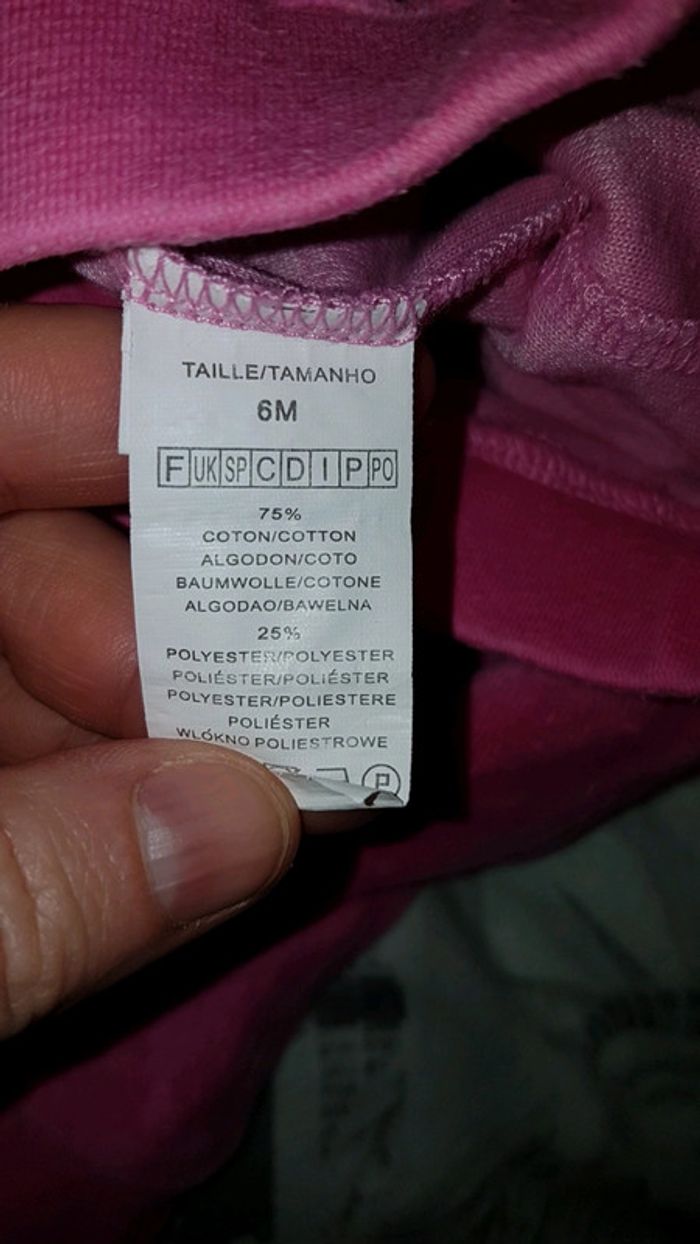 TAILLE/TAMANHO
6M
F UK SP C D I P PO
75%
COTON/COTTON
ALGODON/COTO
BAUMWOLLE/COTONE
ALGODAO/BAWELNA
25%
POLYESTER/POLYESTER
POLIÉSTER/POLIÉSTER
POLYESTER/POLIESTERE
POLIÉSTER
WLÓKNO POLIESTROWE
P